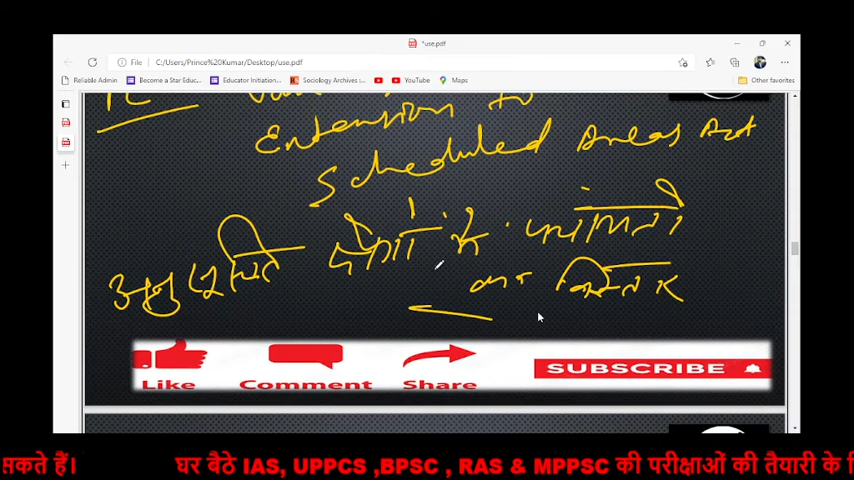 *use.pdf
File C:/Users/Prince%20Kumar/Desktop/use.pdf
Reliable Admin Become a Star Educ... Educator Initiation... Sociology Archives :... YouTube Maps Other favorites
Extension to
Scheduled Areas Act
अनुसूचित क्षेत्रों में पंचायतों
का विस्तार
Like Comment Share SUBSCRIBE
सकते हैं। घर बैठे IAS, UPPCS ,BPSC , RAS & MPPSC की परीक्षाओं की तैयारी के